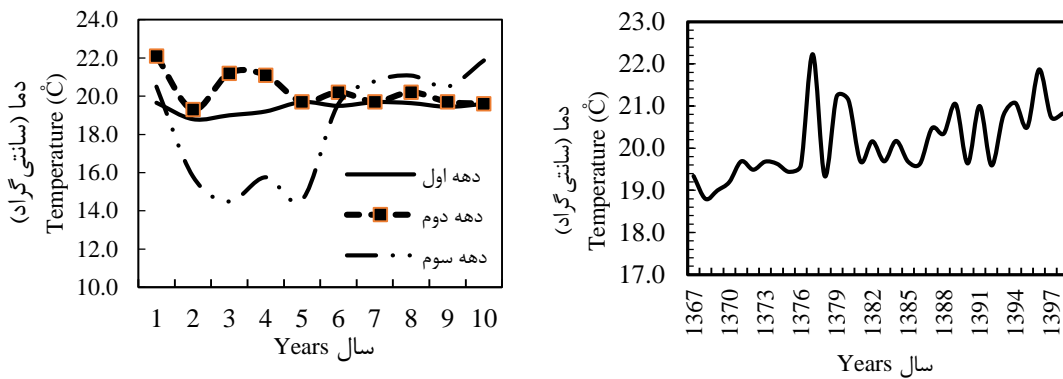 24.0
22.0
20.0
18.0
16.0
14.0
12.0
10.0
دما (سانتی‌گراد)
Temperature (C̊)
دهه اول
دهه دوم
دهه سوم
1 2 3 4 5 6 7 8 9 10
Years سال
23.0
22.0
21.0
20.0
19.0
18.0
17.0
دما (سانتی‌گراد)
Temperature (C̊)
1367 1370 1373 1376 1379 1382 1385 1388 1391 1394 1397
Years سال